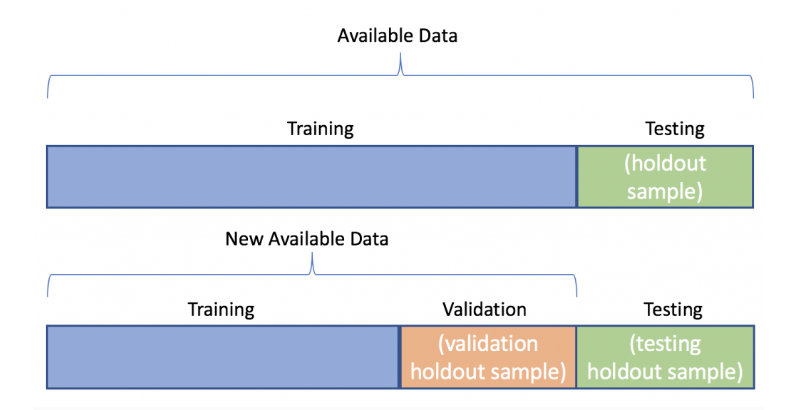 Available Data
Training Testing
(holdout
sample)
New Available Data
Training Validation Testing
(validation (testing
holdout sample) holdout sample)